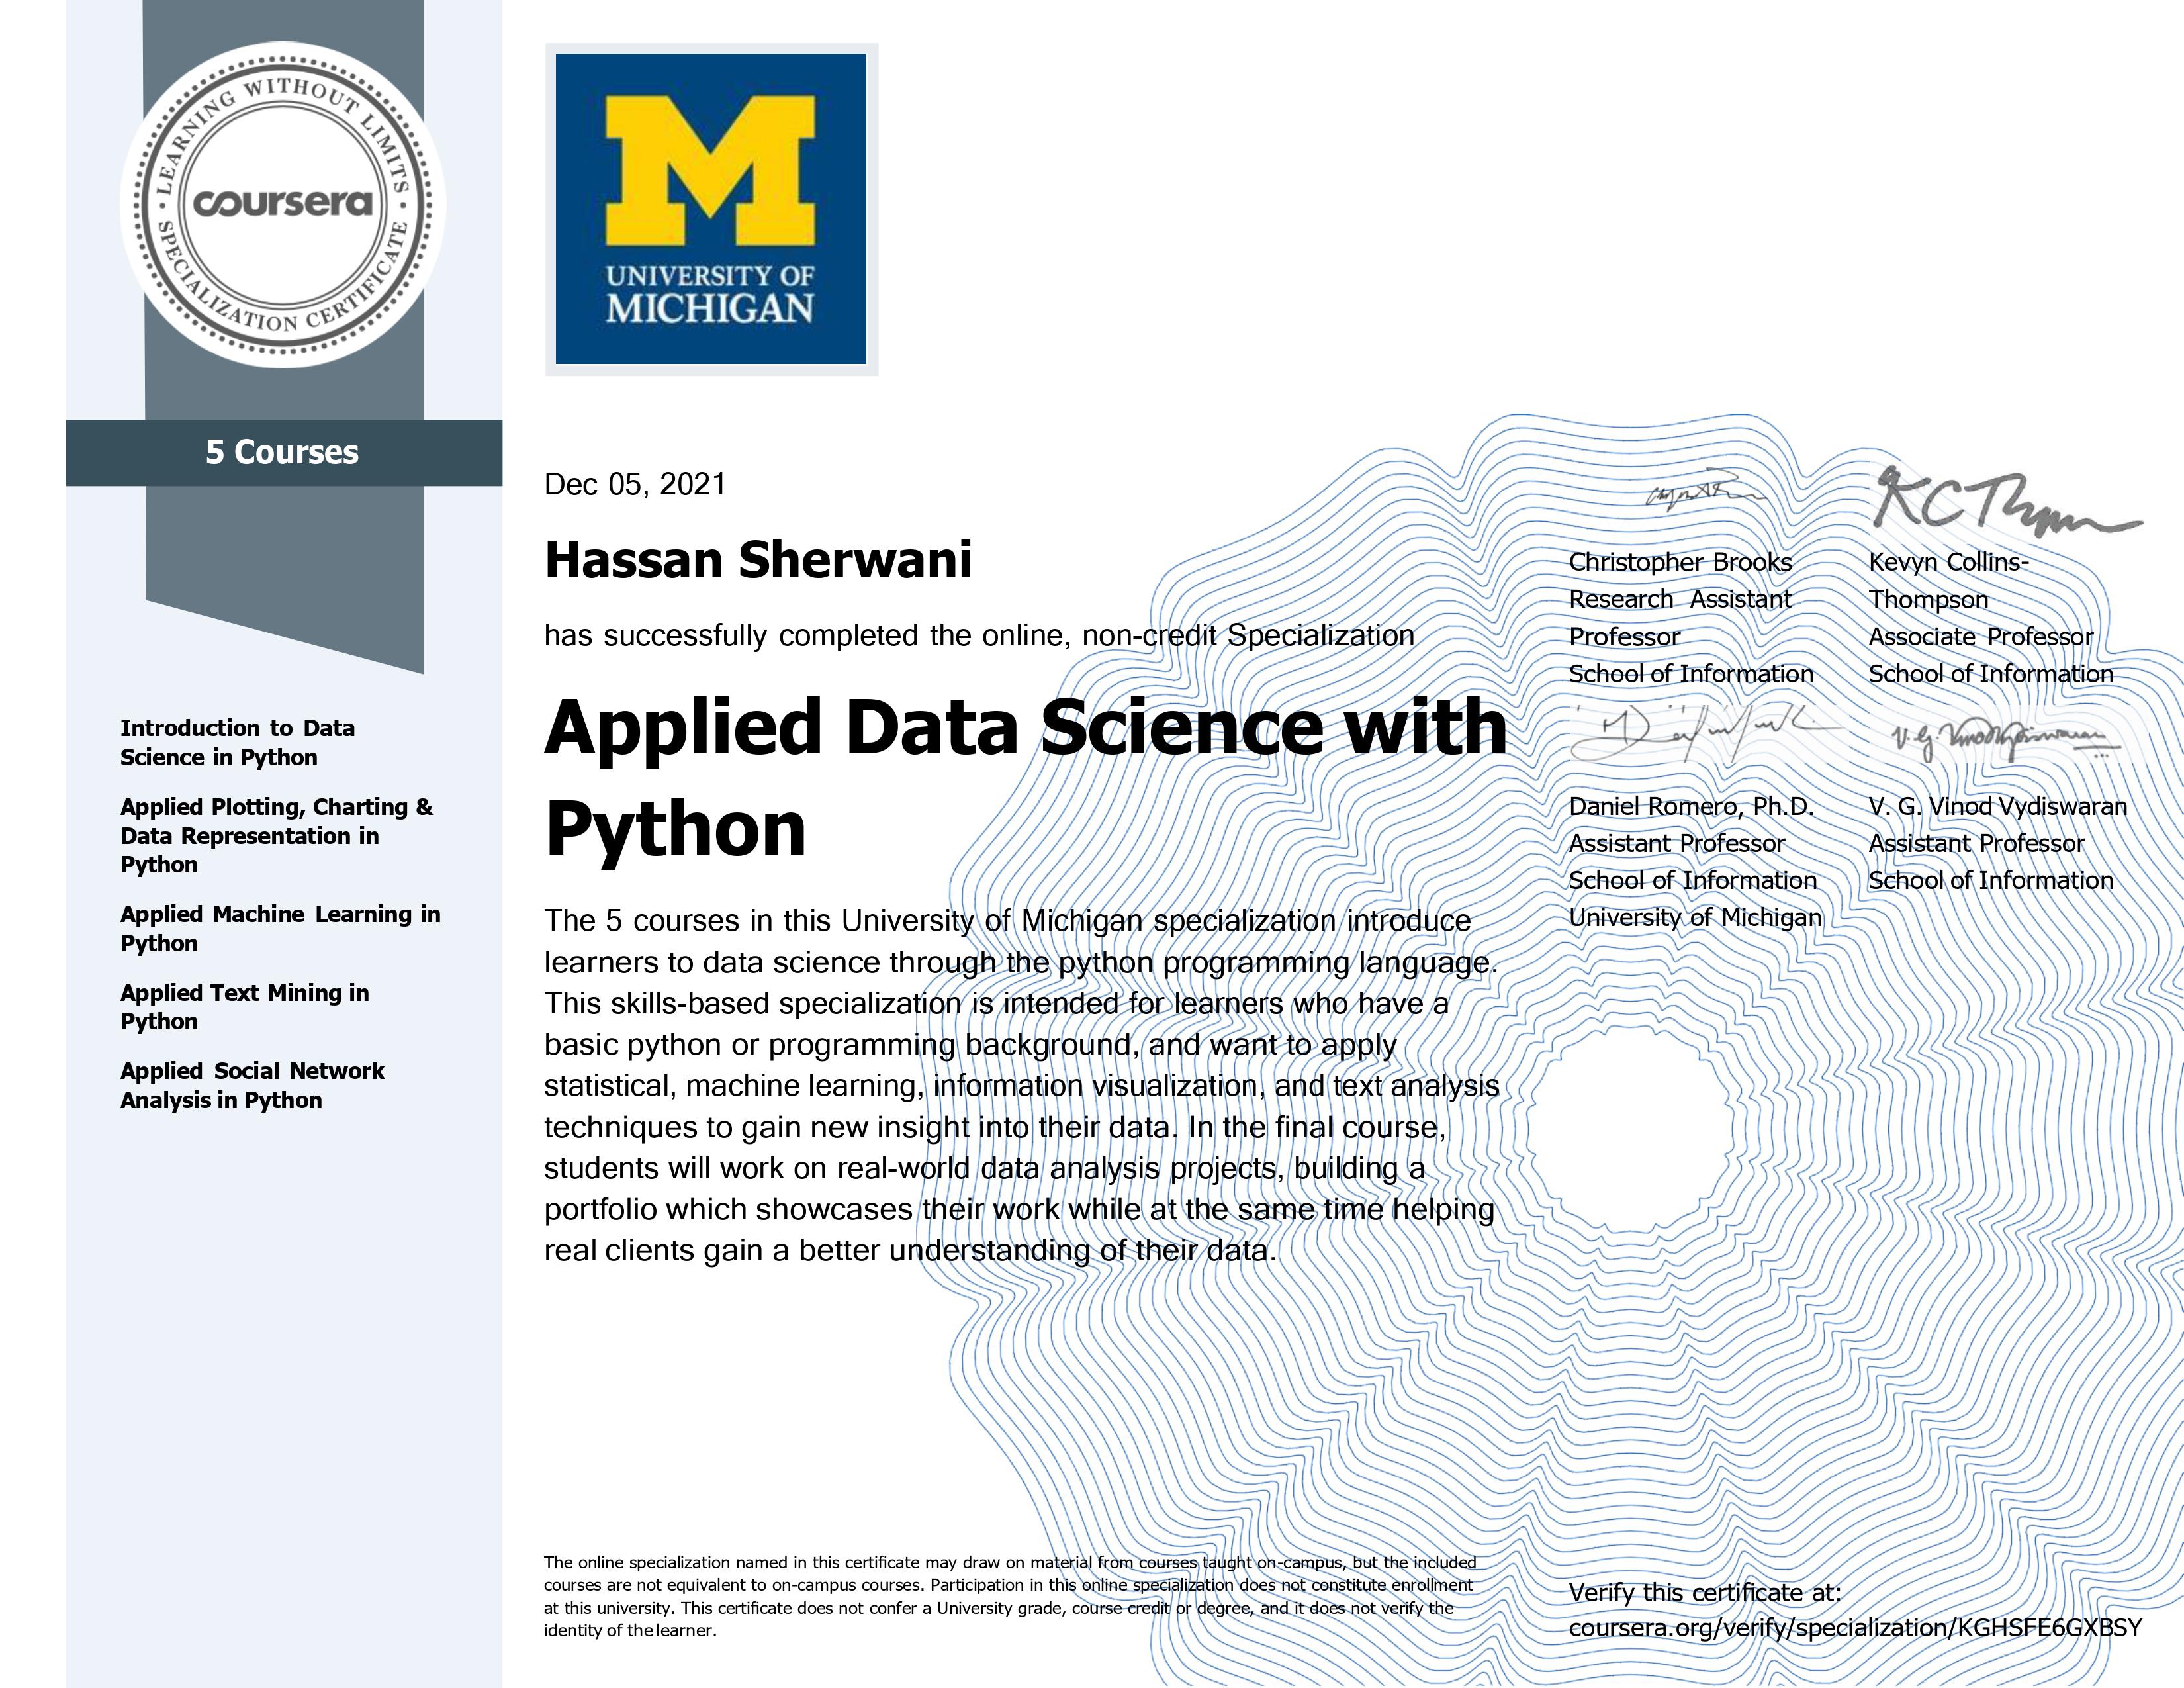 LEARNING WITHOUT LIMITS
coursera
SPECIALIZATION CERTIFICATE
5 Courses
Introduction to Data
Science in Python
Applied Plotting, Charting &
Data Representation in
Python
Applied Machine Learning in
Python
Applied Text Mining in
Python
Applied Social Network
Analysis in Python
M
UNIVERSITY OF
MICHIGAN
Dec 05, 2021
Hassan Sherwani
has successfully completed the online, non-credit Specialization
Applied Data Science with
Python
The 5 courses in this University of Michigan specialization introduce
learners to data science through the python programming language.
This skills-based specialization is intended for learners who have a
basic python or programming background, and want to apply
statistical, machine learning, information visualization, and text analysis
techniques to gain new insight into their data. In the final course,
students will work on real-world data analysis projects, building a
portfolio which showcases their work while at the same time helping
real clients gain a better understanding of their data.
The online specialization named in this certificate may draw on material from courses taught on-campus, but the included
courses are not equivalent to on-campus courses. Participation in this online specialization does not constitute enrollment
at this university. This certificate does not confer a University grade, course credit or degree, and it does not verify the
identity of the learner.
KCThom
Christopher Brooks
Research Assistant
Professor
School of Information
Kevyn Collins-
Thompson
Associate Professor
School of Information
Daniel Romero, Ph.D.
Assistant Professor
School of Information
University of Michigan
V. G. Vinod Vydiswaran
Assistant Professor
School of Information
Verify this certificate at:
coursera.org/verify/specialization/KGHSFE6GXBSY